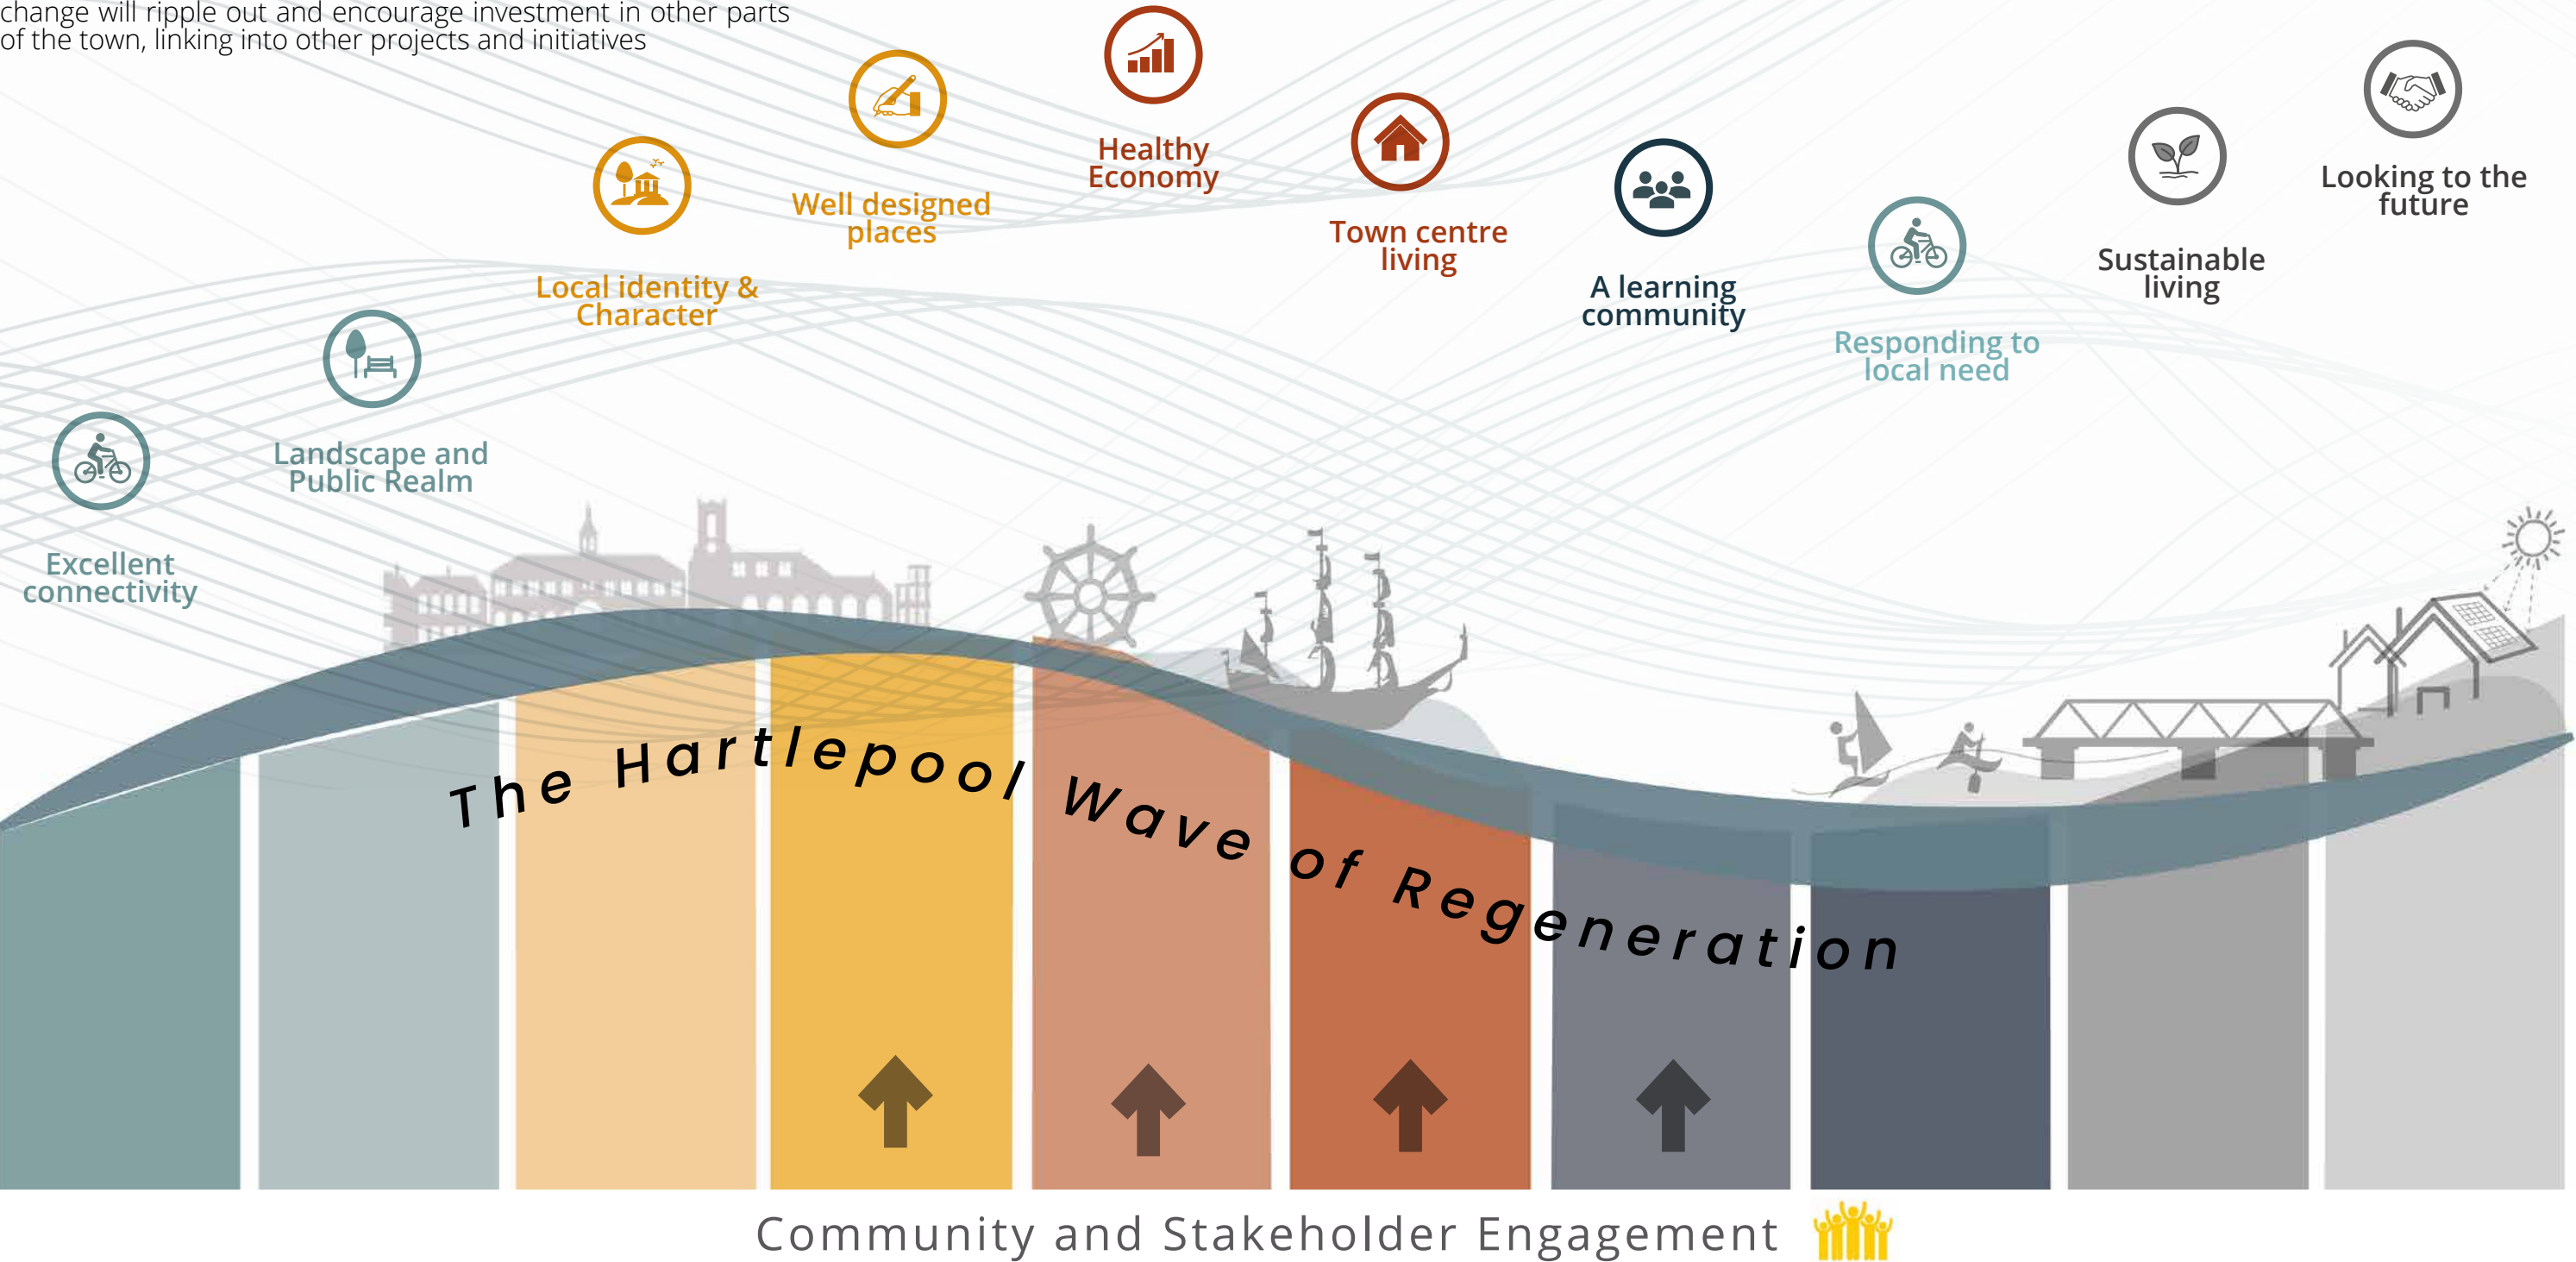 change will ripple out and encourage investment in other parts
of the town, linking into other projects and initiatives
Excellent
connectivity
Landscape and
Public Realm
Local identity &
Character
Well designed
places
Healthy
Economy
Town centre
living
A learning
community
Responding to
local need
Sustainable
living
Looking to the
future
The Hartlepool Wave of Regeneration
Community and Stakeholder Engagement